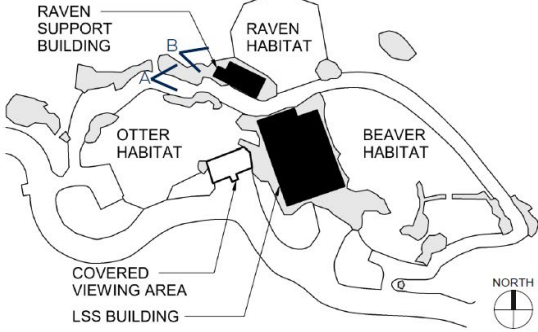 RAVEN
SUPPORT
BUILDING
B
A
RAVEN
HABITAT
OTTER
HABITAT
BEAVER
HABITAT
COVERED
VIEWING AREA
LSS BUILDING
NORTH